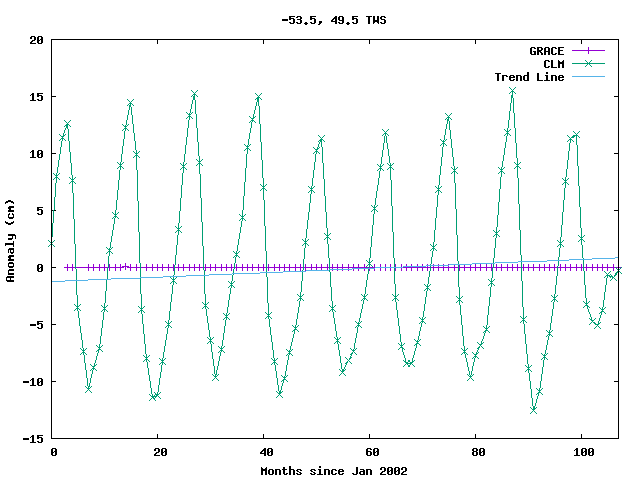 -53.5, 49.5 TWS
GRACE
CLM
Trend Line
20
15
10
5
0
-5
-10
-15
Anomaly (cm)
0 20 40 60 80 100
Months since Jan 2002